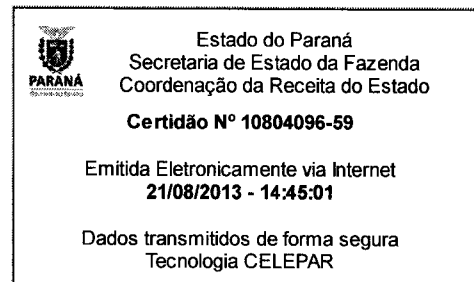 Estado do Paraná
Secretaria de Estado da Fazenda
PARANÁ
Coordenação da Receita do Estado
Certidão Nº 10804096-59
Emitida Eletronicamente via Internet
21/08/2013 - 14:45:01
Dados transmitidos de forma segura
Tecnologia CELEPAR